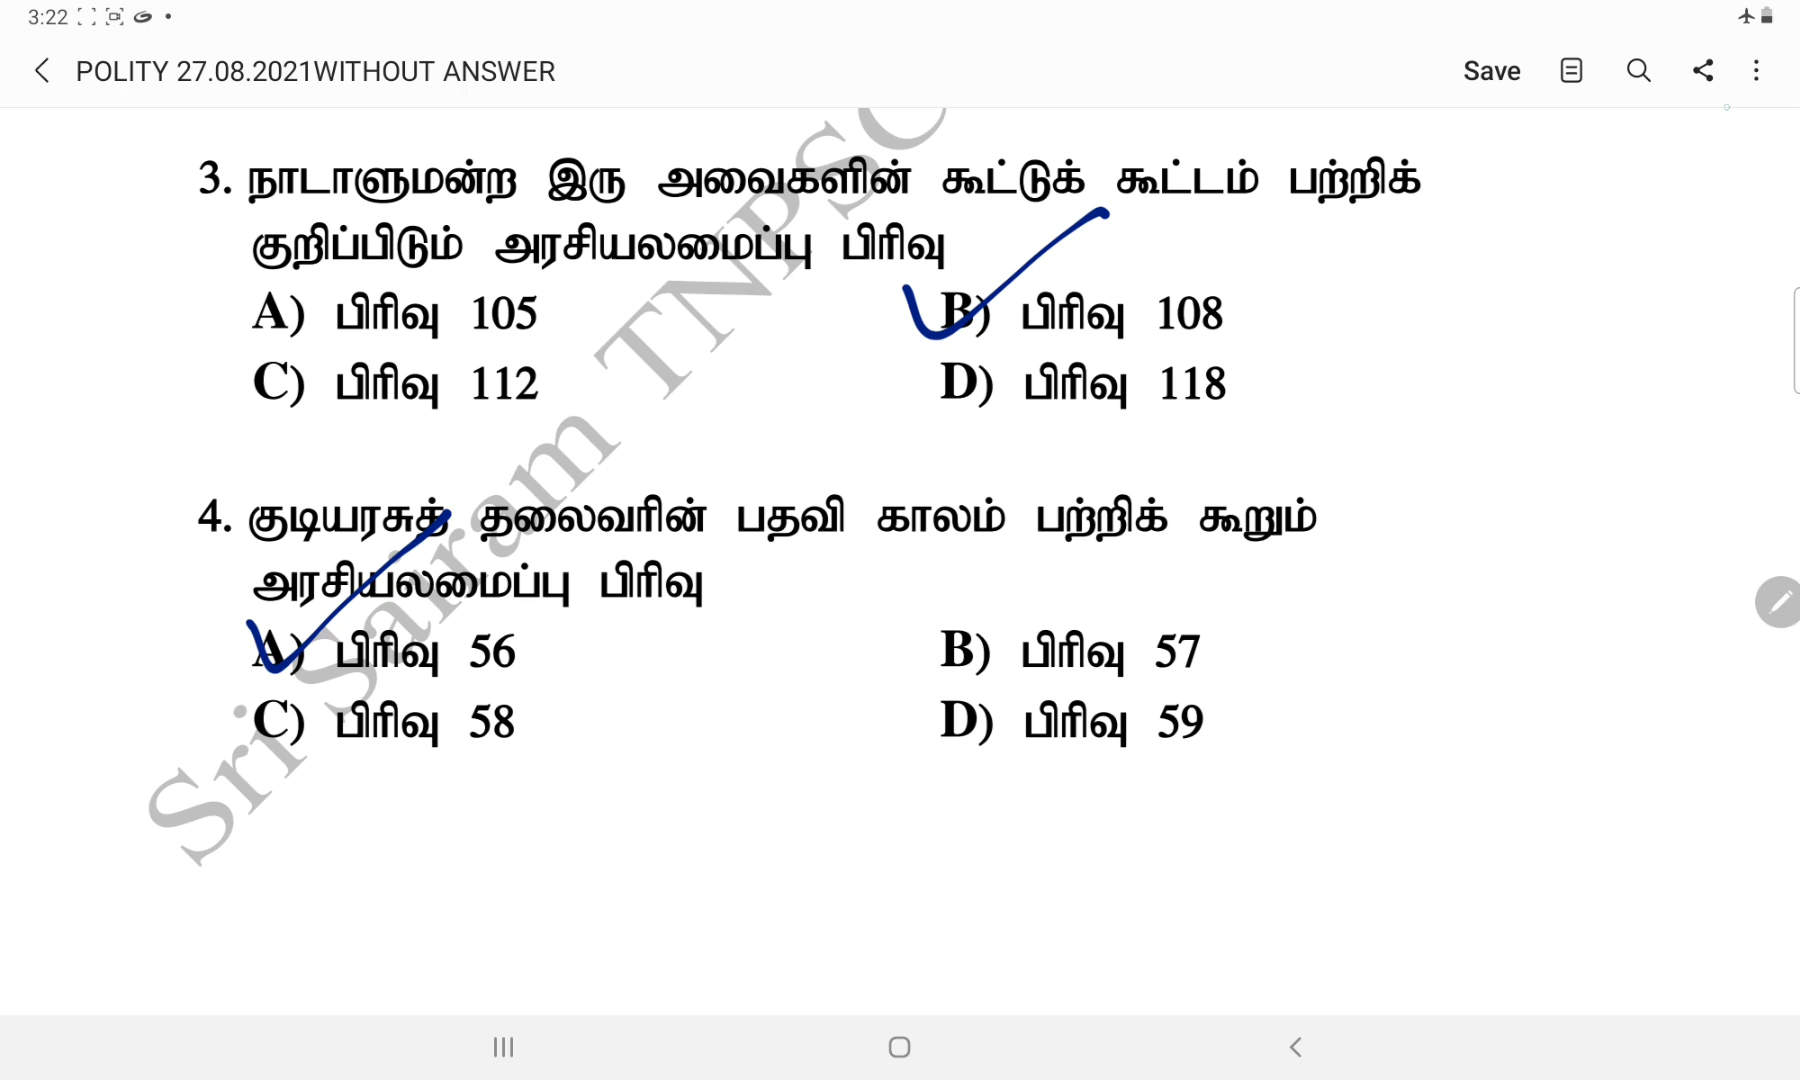 3:22
POLITY 27.08.2021WITHOUT ANSWER
Save
3. நாடாளுமன்ற இரு அவைகளின் கூட்டுக் கூட்டம் பற்றிக்
குறிப்பிடும் அரசியலமைப்பு பிரிவு
A) பிரிவு 105
B) பிரிவு 108
C) பிரிவு 112
D) பிரிவு 118
4. குடியரசுத் தலைவரின் பதவி காலம் பற்றிக் கூறும்
அரசியலமைப்பு பிரிவு
A) பிரிவு 56
B) பிரிவு 57
C) பிரிவு 58
D) பிரிவு 59
Sri Sairam TNPSC